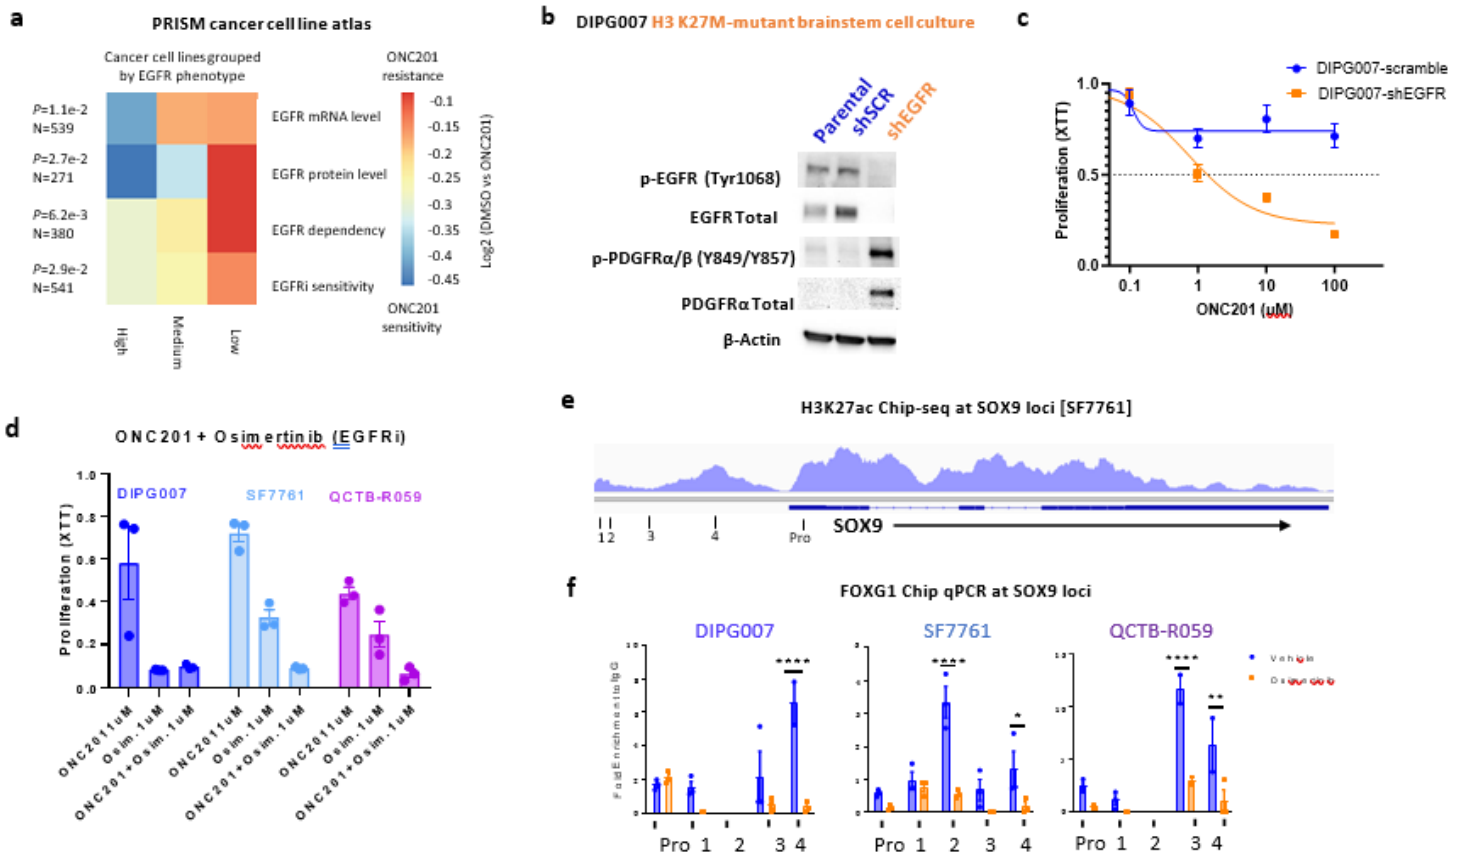 a
PRISM cancer cell line atlas
Cancer cell lines grouped
by EGFR phenotype
ONC201
resistance
P=1.1e-2
N=539
P=2.7e-2
N=271
P=6.2e-3
N=380
P=2.9e-2
N=541
EGFR mRNA level
EGFR protein level
EGFR dependency
EGFRi sensitivity
-0.1
-0.15
-0.2
-0.25
-0.3
-0.35
-0.4
-0.45
Log2 (DMSO vs ONC201)
ONC201
sensitivity
High
Medium
Low
b
DIPG007 H3 K27M-mutant brainstem cell culture
Parental
shSCR
shEGFR
p-EGFR (Tyr1068)
EGFR Total
p-PDGFRα/β (Y849/Y857)
PDGFRα Total
β-Actin
c
DIPG007-scramble
DIPG007-shEGFR
Proliferation (XTT)
1.0
0.5
0.0
0.1
1
10
100
ONC201 (uM)
d
ONC201 + Osimertinib (EGFRi)
Proliferation (XTT)
1.0
0.8
0.6
0.4
0.2
0.0
DIPG007
SF7761
QCTB-R059
ONC201 1uM
Osim. 1uM
ONC201+Osim. 1uM
ONC201 1uM
Osim. 1uM
ONC201+Osim. 1uM
ONC201 1uM
Osim. 1uM
ONC201+Osim. 1uM
e
H3K27ac Chip-seq at SOX9 loci [SF7761]
1 2
3
4
Pro
SOX9
f
FOXG1 Chip qPCR at SOX9 loci
DIPG007
SF7761
QCTB-R059
Fold Enrichment to IgG
****
****
*
****
**
Vehicle
Pro 1 2 3 4
Pro 1 2 3 4
Pro 1 2 3 4